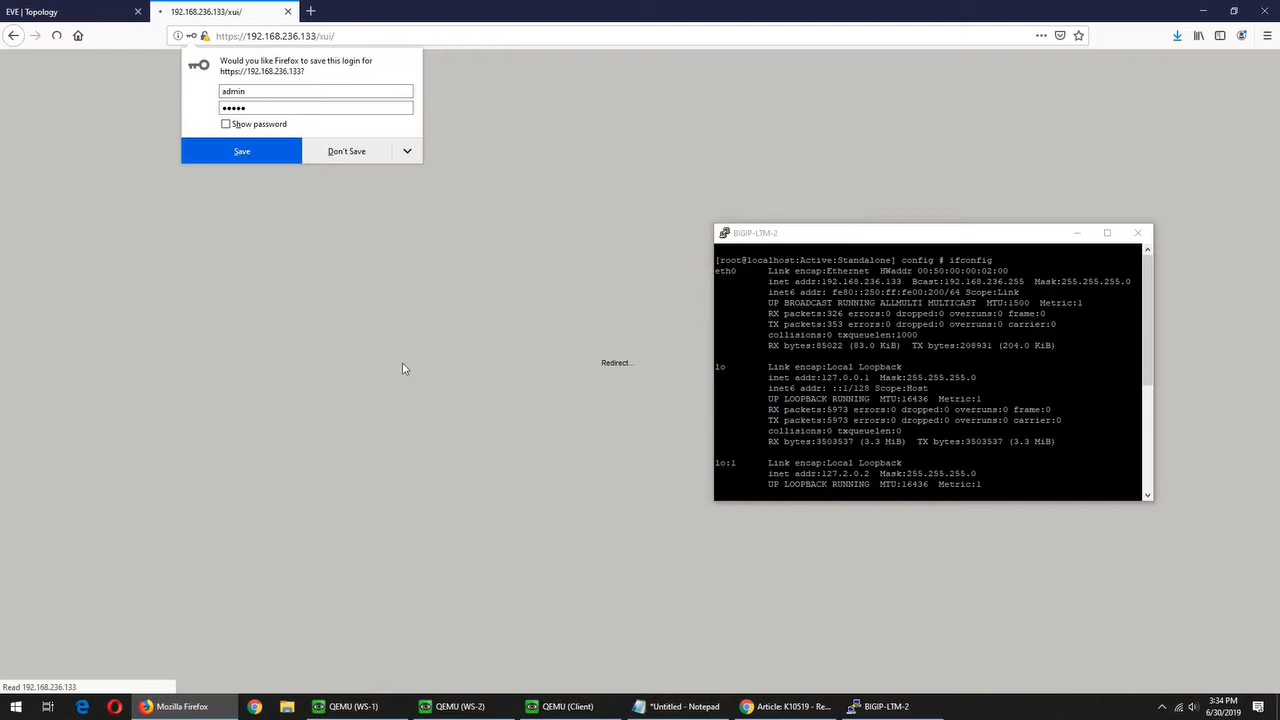 EVE | Topology
192.168.236.133/xui/
https://192.168.236.133/xui/
Would you like Firefox to save this login for
https://192.168.236.133?
admin
•••••
Show password
Save
Don't Save
Redirect...
BIGIP-LTM-2
[root@localhost:Active:Standalone] config # ifconfig
eth0 Link encap:Ethernet HWaddr 00:50:00:00:02:00
inet addr:192.168.236.133 Bcast:192.168.236.255 Mask:255.255.255.0
inet6 addr: fe80::250:ff:fe00:200/64 Scope:Link
UP BROADCAST RUNNING ALLMULTI MULTICAST MTU:1500 Metric:1
RX packets:326 errors:0 dropped:0 overruns:0 frame:0
TX packets:353 errors:0 dropped:0 overruns:0 carrier:0
collisions:0 txqueuelen:1000
RX bytes:85022 (83.0 KiB) TX bytes:208931 (204.0 KiB)
lo Link encap:Local Loopback
inet addr:127.0.0.1 Mask:255.255.255.0
inet6 addr: ::1/128 Scope:Host
UP LOOPBACK RUNNING MTU:16436 Metric:1
RX packets:5973 errors:0 dropped:0 overruns:0 frame:0
TX packets:5973 errors:0 dropped:0 overruns:0 carrier:0
collisions:0 txqueuelen:0
RX bytes:3503537 (3.3 MiB) TX bytes:3503537 (3.3 MiB)
lo:1 Link encap:Local Loopback
inet addr:127.2.0.2 Mask:255.255.255.0
UP LOOPBACK RUNNING MTU:16436 Metric:1
Read 192.168.236.133
Mozilla Firefox
QEMU (WS-1)
QEMU (WS-2)
QEMU (Client)
*Untitled - Notepad
Article: K10519 - Re...
BIGIP-LTM-2
3:34 PM
6/30/2019